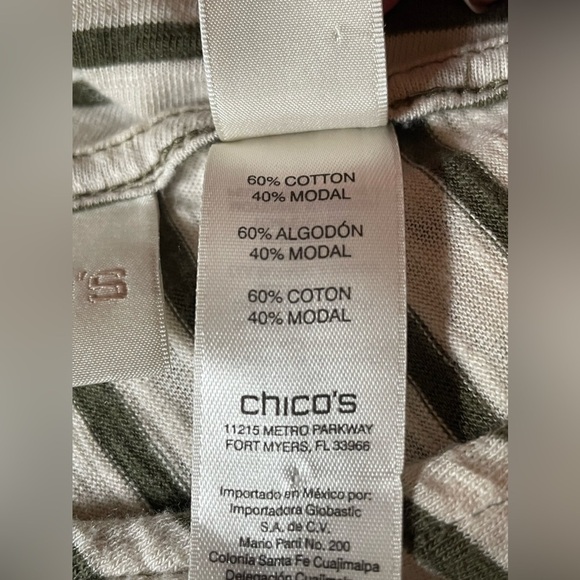 60% COTTON
40% MODAL
60% ALGODÓN
40% MODAL
60% COTON
40% MODAL
'S
chico's
11215 METRO PARKWAY
FORT MYERS, FL 33966
Importado en México por:
Importadora Globastic
S.A. de C.V.
Mario Pani No. 200
Colonia Santa Fe Cuajimalpa
Delegación